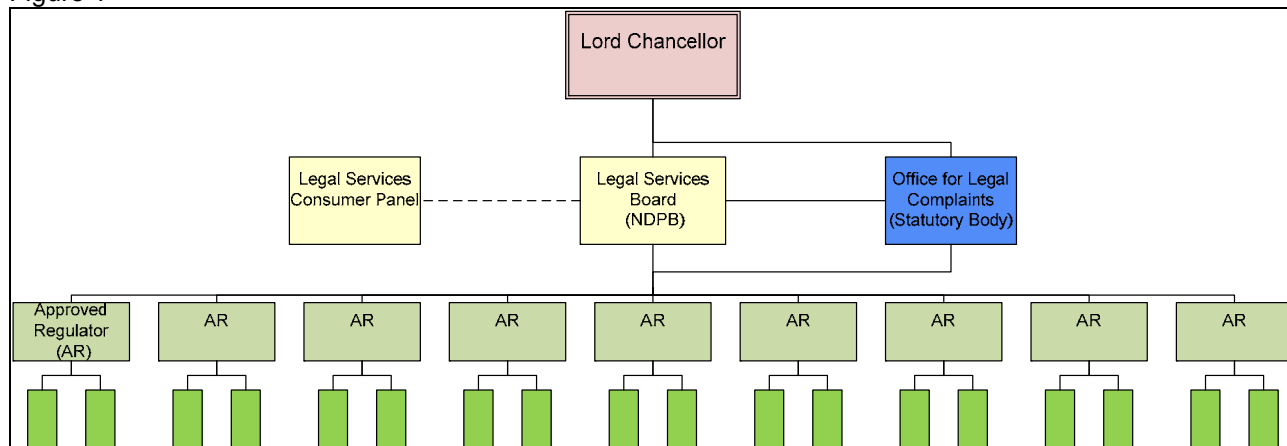 Lord Chancellor
Legal Services
Consumer Panel
Legal Services
Board
(NDPB)
Office for Legal
Complaints
(Statutory Body)
Approved
Regulator
(AR)
AR
AR
AR
AR
AR
AR
AR
AR